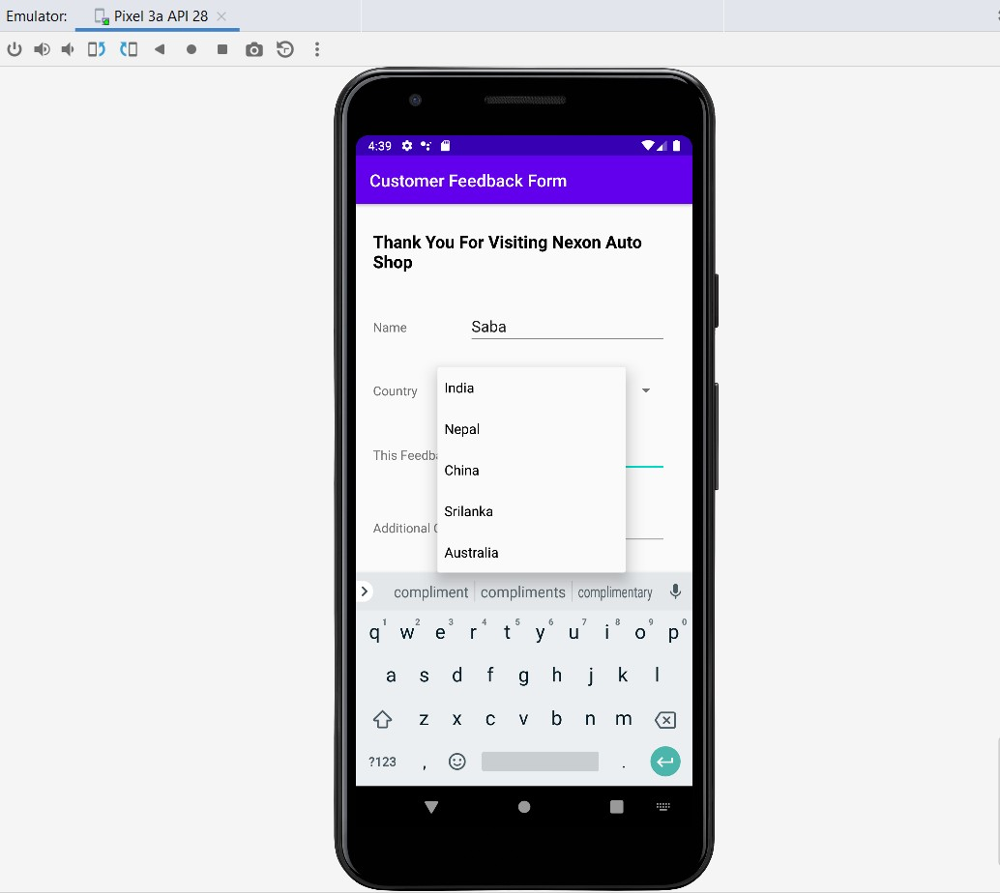 Emulator: Pixel 3a API 28
4:39
Customer Feedback Form
Thank You For Visiting Nexon Auto
Shop
Name Saba
India
Country
Nepal
This Feedba
China
Srilanka
Additional C
Australia
compliment compliments complimentary
q1 w2 e3 r4 t5 y6 u7 i8 o9 p0
a s d f g h j k l
z x c v b n m
?123 , .